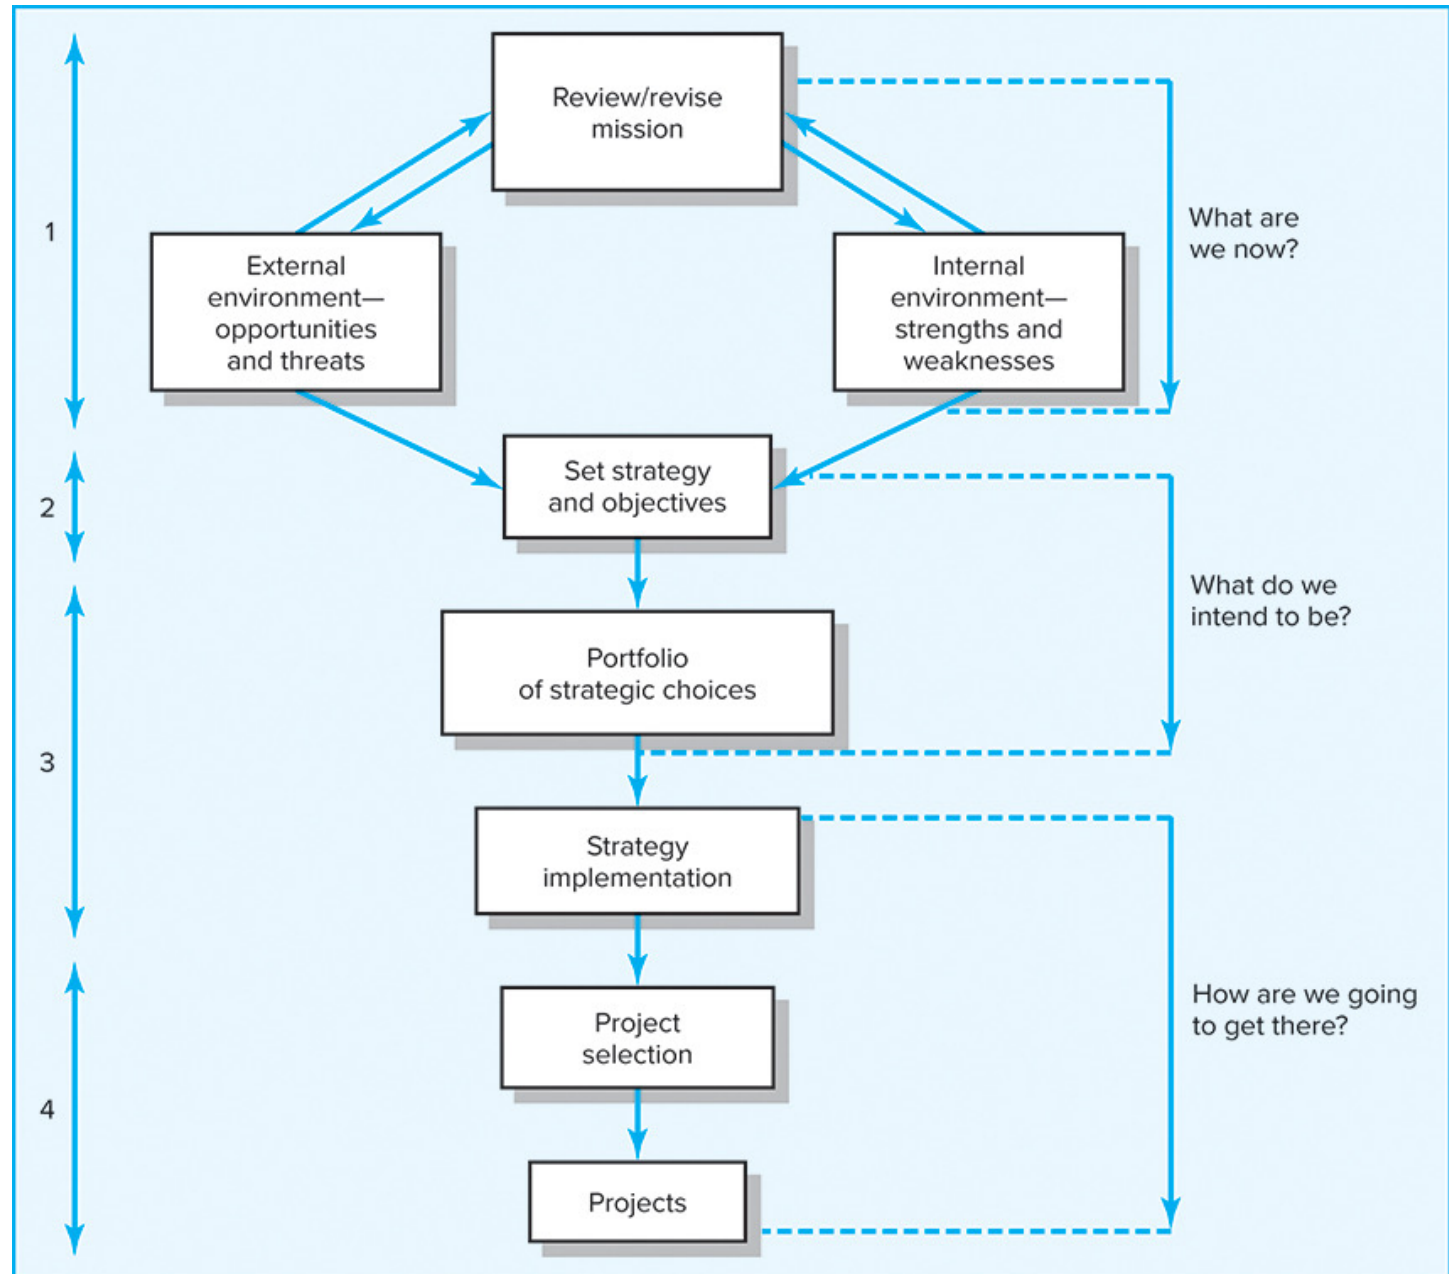 Review/revise
mission
1
External
environment—
opportunities
and threats
Internal
environment—
strengths and
weaknesses
What are
we now?
2
Set strategy
and objectives
What do we
intend to be?
Portfolio
of strategic choices
3
Strategy
implementation
How are we going
to get there?
Project
selection
4
Projects